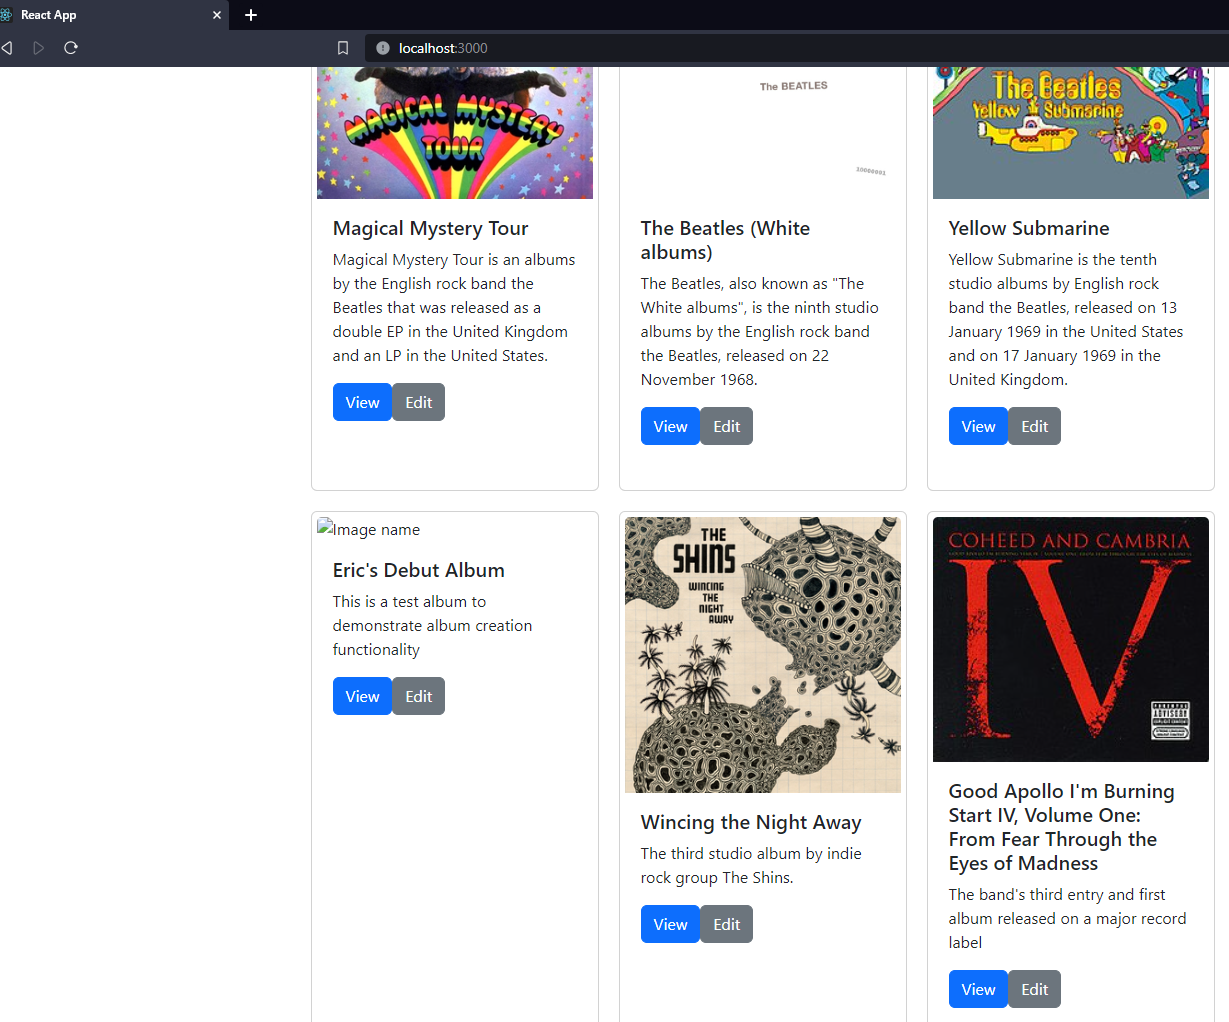 React App
localhost:3000
MAGICAL MYSTERY
TOUR
The BEATLES
The Beatles
Yellow Submarine
Magical Mystery Tour
Magical Mystery Tour is an albums
by the English rock band the
Beatles that was released as a
double EP in the United Kingdom
and an LP in the United States.
View
Edit
The Beatles (White
albums)
The Beatles, also known as "The
White albums", is the ninth studio
albums by the English rock band
the Beatles, released on 22
November 1968.
View
Edit
Yellow Submarine
Yellow Submarine is the tenth
studio albums by English rock
band the Beatles, released on 13
January 1969 in the United States
and on 17 January 1969 in the
United Kingdom.
View
Edit
Image name
Eric's Debut Album
This is a test album to
demonstrate album creation
functionality
View
Edit
THE
SHINS
WINCING
THE
NIGHT
AWAY
Wincing the Night Away
The third studio album by indie
rock group The Shins.
View
Edit
COHEED AND CAMBRIA
IV
PARENTAL
ADVISORY
EXPLICIT CONTENT
Good Apollo I'm Burning
Start IV, Volume One:
From Fear Through the
Eyes of Madness
The band's third entry and first
album released on a major record
label
View
Edit